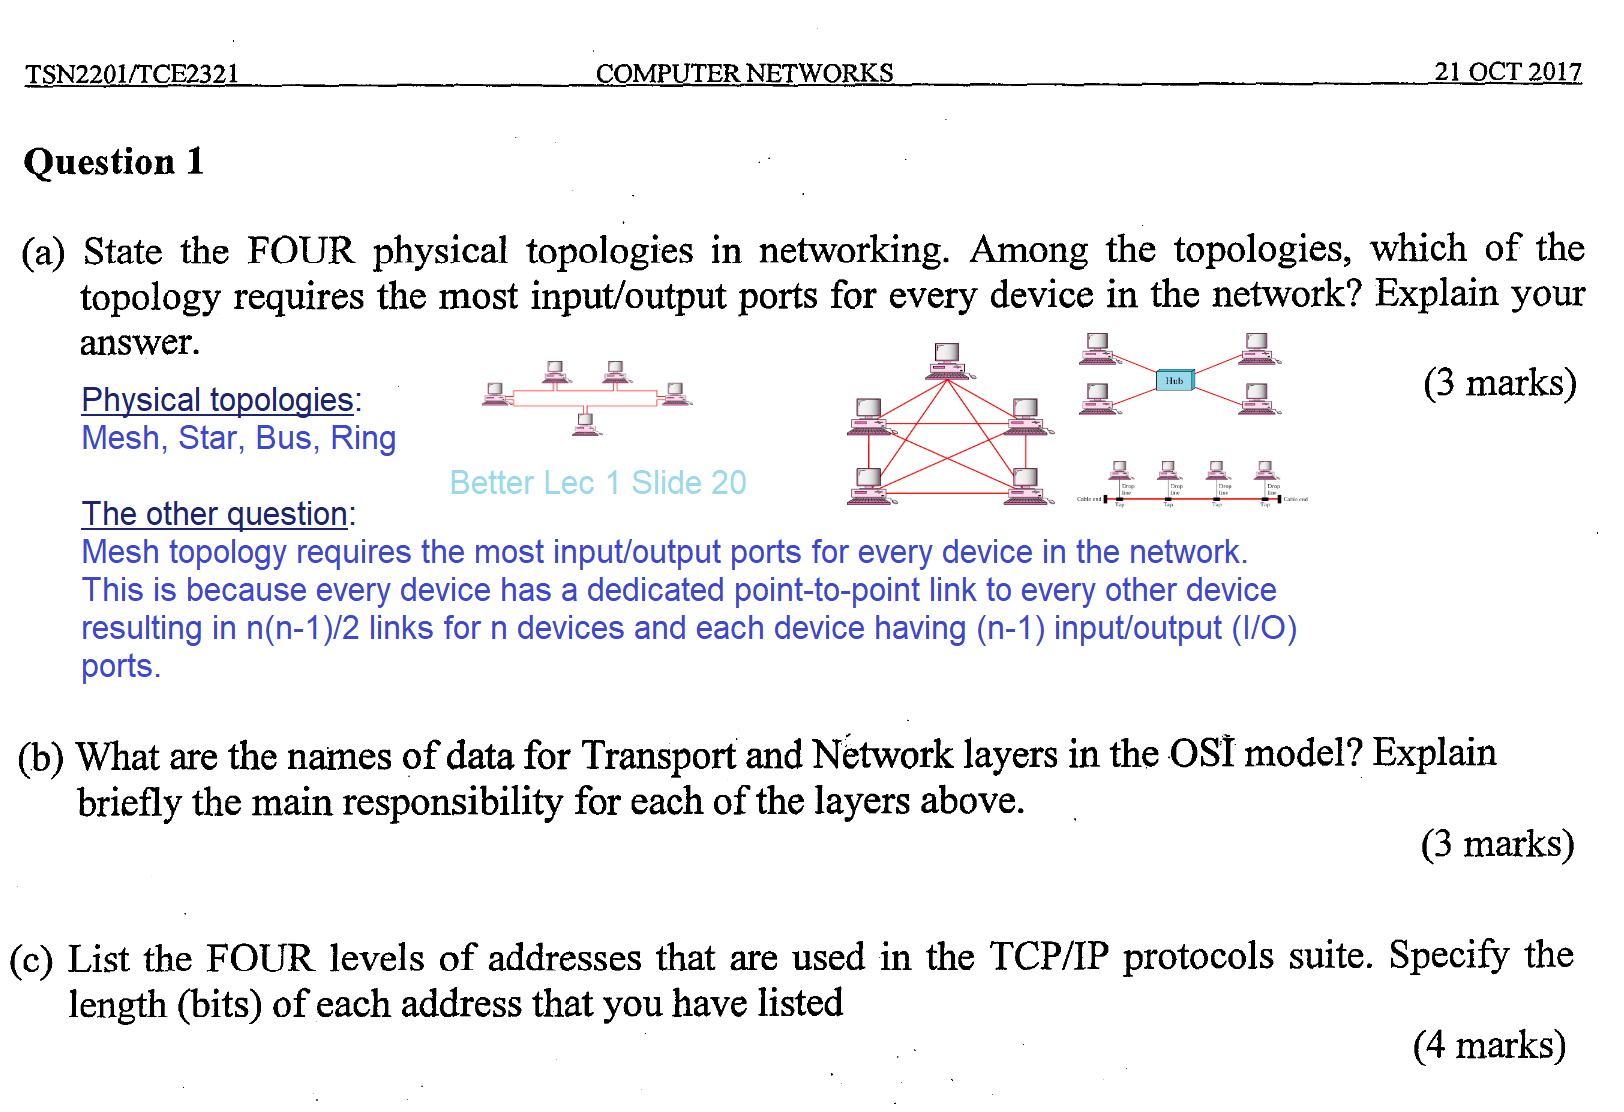 TSN2201/TCE2321 COMPUTER NETWORKS 21 OCT 2017
Question 1
(a) State the FOUR physical topologies in networking. Among the topologies, which of the
topology requires the most input/output ports for every device in the network? Explain your
answer.
(3 marks)
Physical topologies:
Mesh, Star, Bus, Ring
Hub
Better Lec 1 Slide 20
Drop line Drop line Drop line Drop line
Cable end Cable end
Tap Tap Tap Tap
The other question:
Mesh topology requires the most input/output ports for every device in the network.
This is because every device has a dedicated point-to-point link to every other device
resulting in n(n-1)/2 links for n devices and each device having (n-1) input/output (I/O)
ports.
(b) What are the names of data for Transport and Network layers in the OSI model? Explain
briefly the main responsibility for each of the layers above.
(3 marks)
(c) List the FOUR levels of addresses that are used in the TCP/IP protocols suite. Specify the
length (bits) of each address that you have listed
(4 marks)